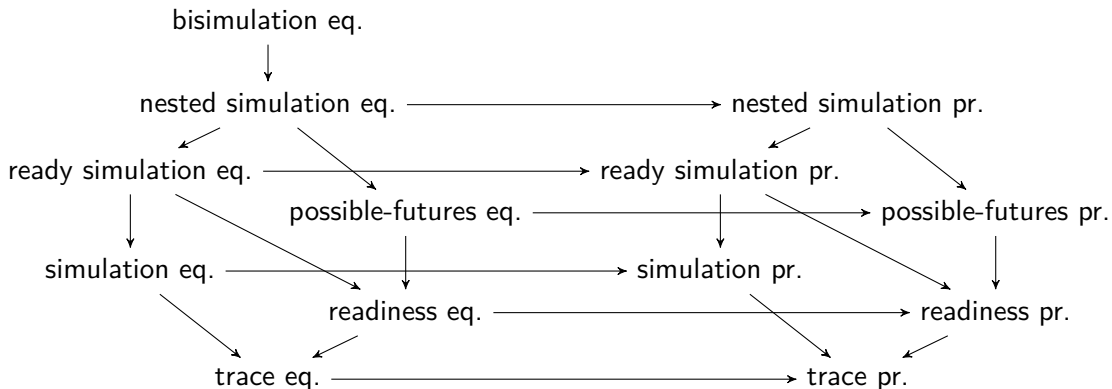 bisimulation eq.
nested simulation eq. nested simulation pr.
ready simulation eq. ready simulation pr.
possible-futures eq. possible-futures pr.
simulation eq. simulation pr.
readiness eq. readiness pr.
trace eq. trace pr.